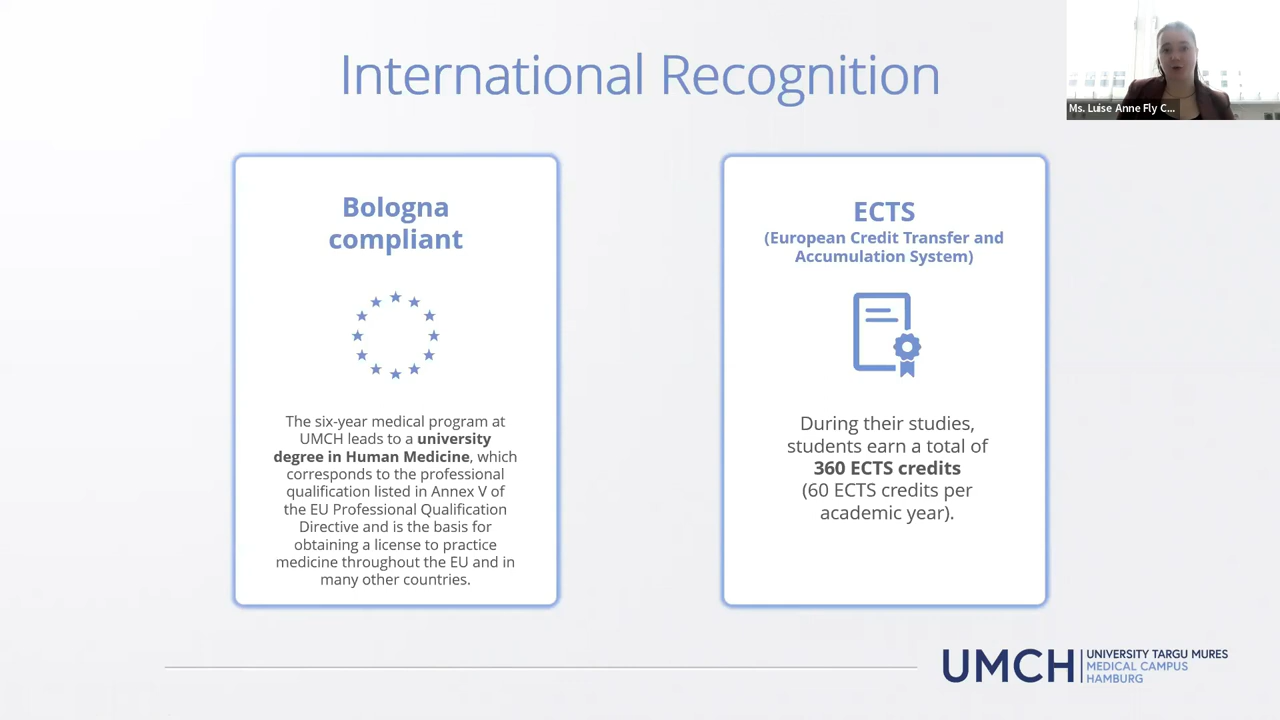 International Recognition
Ms. Luise Anne Fly C...
Bologna
compliant
The six-year medical program at
UMCH leads to a university
degree in Human Medicine, which
corresponds to the professional
qualification listed in Annex V of
the EU Professional Qualification
Directive and is the basis for
obtaining a license to practice
medicine throughout the EU and in
many other countries.
ECTS
(European Credit Transfer and
Accumulation System)
During their studies,
students earn a total of
360 ECTS credits
(60 ECTS credits per
academic year).
UMCH
UNIVERSITY TARGU MURES
MEDICAL CAMPUS
HAMBURG